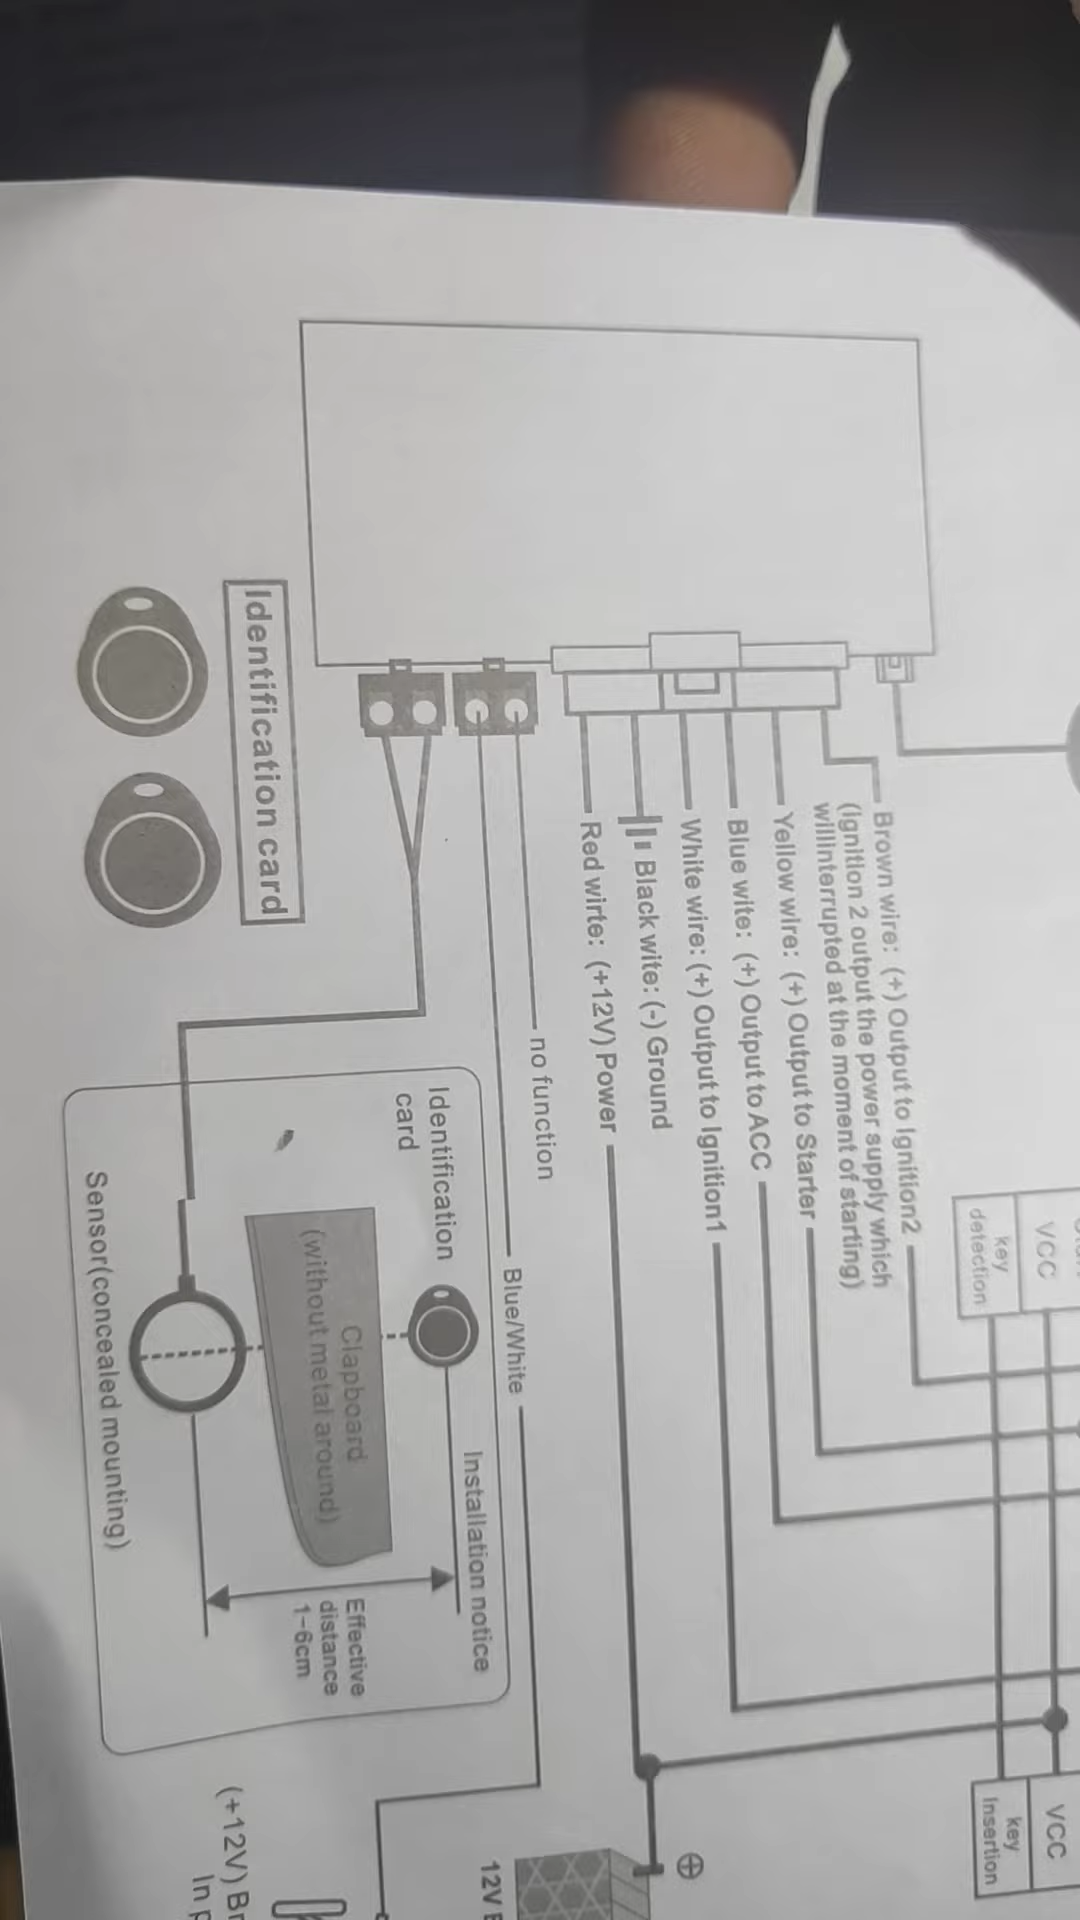 Brown wire: (+) Output to Ignition2
(Ignition 2 output the power supply which
willinterrupted at the moment of starting)
Yellow wire: (+) Output to Starter
Blue wite: (+) Output to ACC
White wire: (+) Output to Ignition1
Black wite: (-) Ground
Red wirte: (+12V) Power
no function
Blue/White
Identification card
Identification
card
Installation notice
Clapboard
(without metal around)
Effective
distance
1-6cm
Sensor(concealed mounting)
VCC
key
detection
VCC
key
Insertion
12V
(+12V)
In